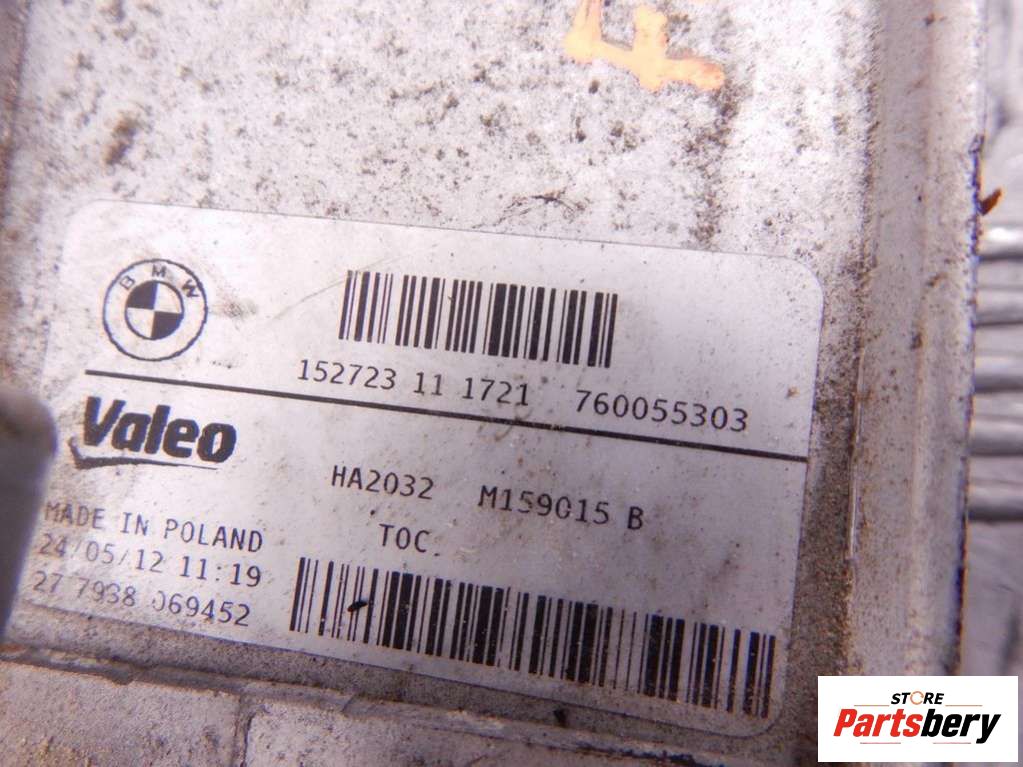 BMW
152723 11 1721 760055303
Valeo
HA2032 M159015 B
TOC.
MADE IN POLAND
24/05/12 11:19
27 7938 069452
STORE
Partsbery